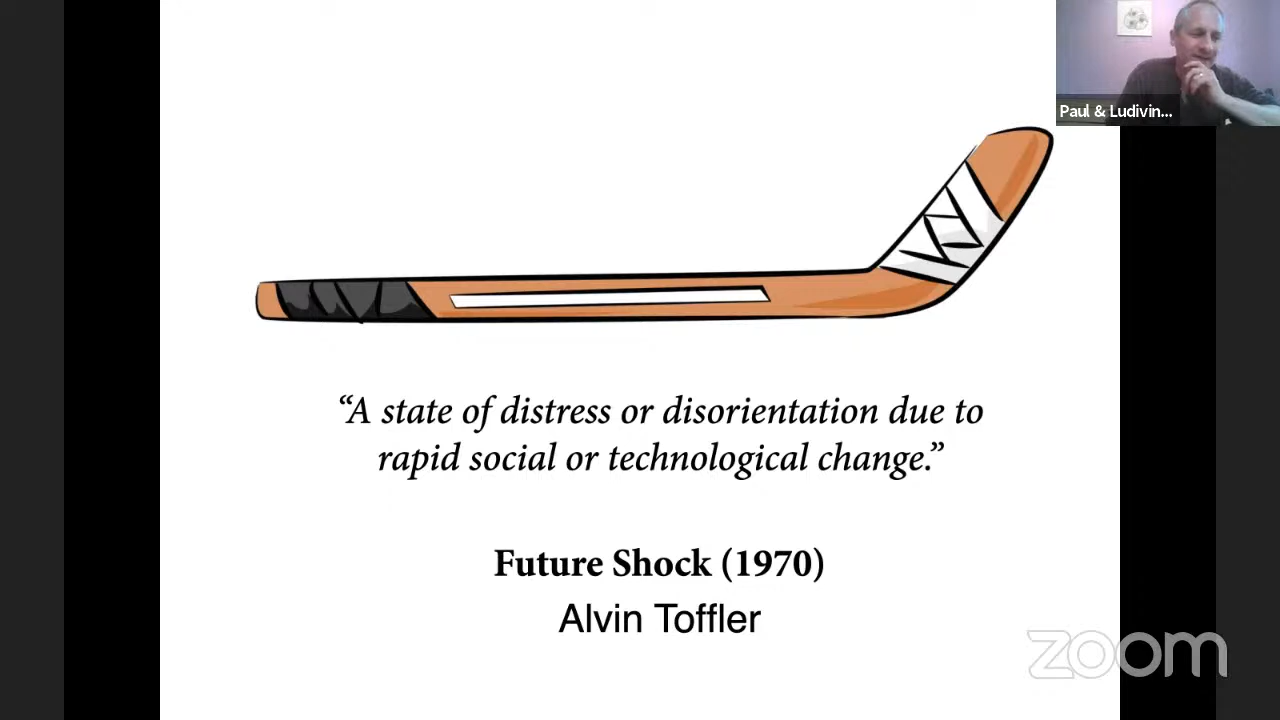 Paul & Ludivin...
“A state of distress or disorientation due to
rapid social or technological change.”
Future Shock (1970)
Alvin Toffler
zoom